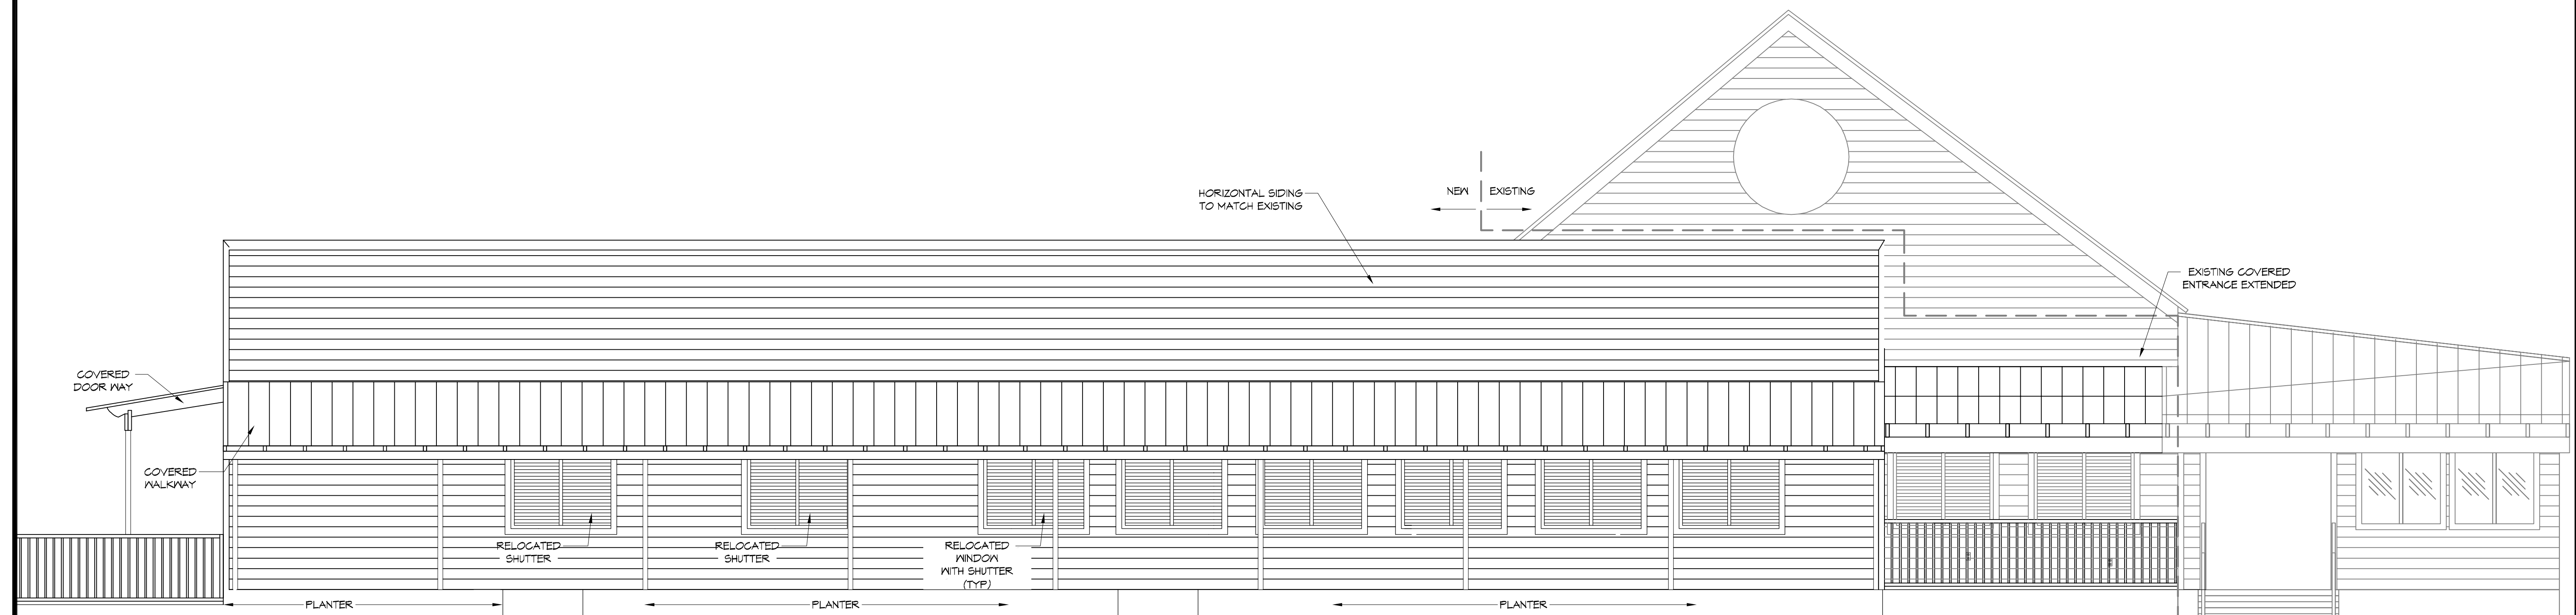 HORIZONTAL SIDING
TO MATCH EXISTING
NEW
EXISTING
EXISTING COVERED
ENTRANCE EXTENDED
COVERED
DOOR WAY
COVERED
WALKWAY
RELOCATED
SHUTTER
RELOCATED
SHUTTER
RELOCATED
WINDOW
WITH SHUTTER
(TYP.)
PLANTER
PLANTER
PLANTER